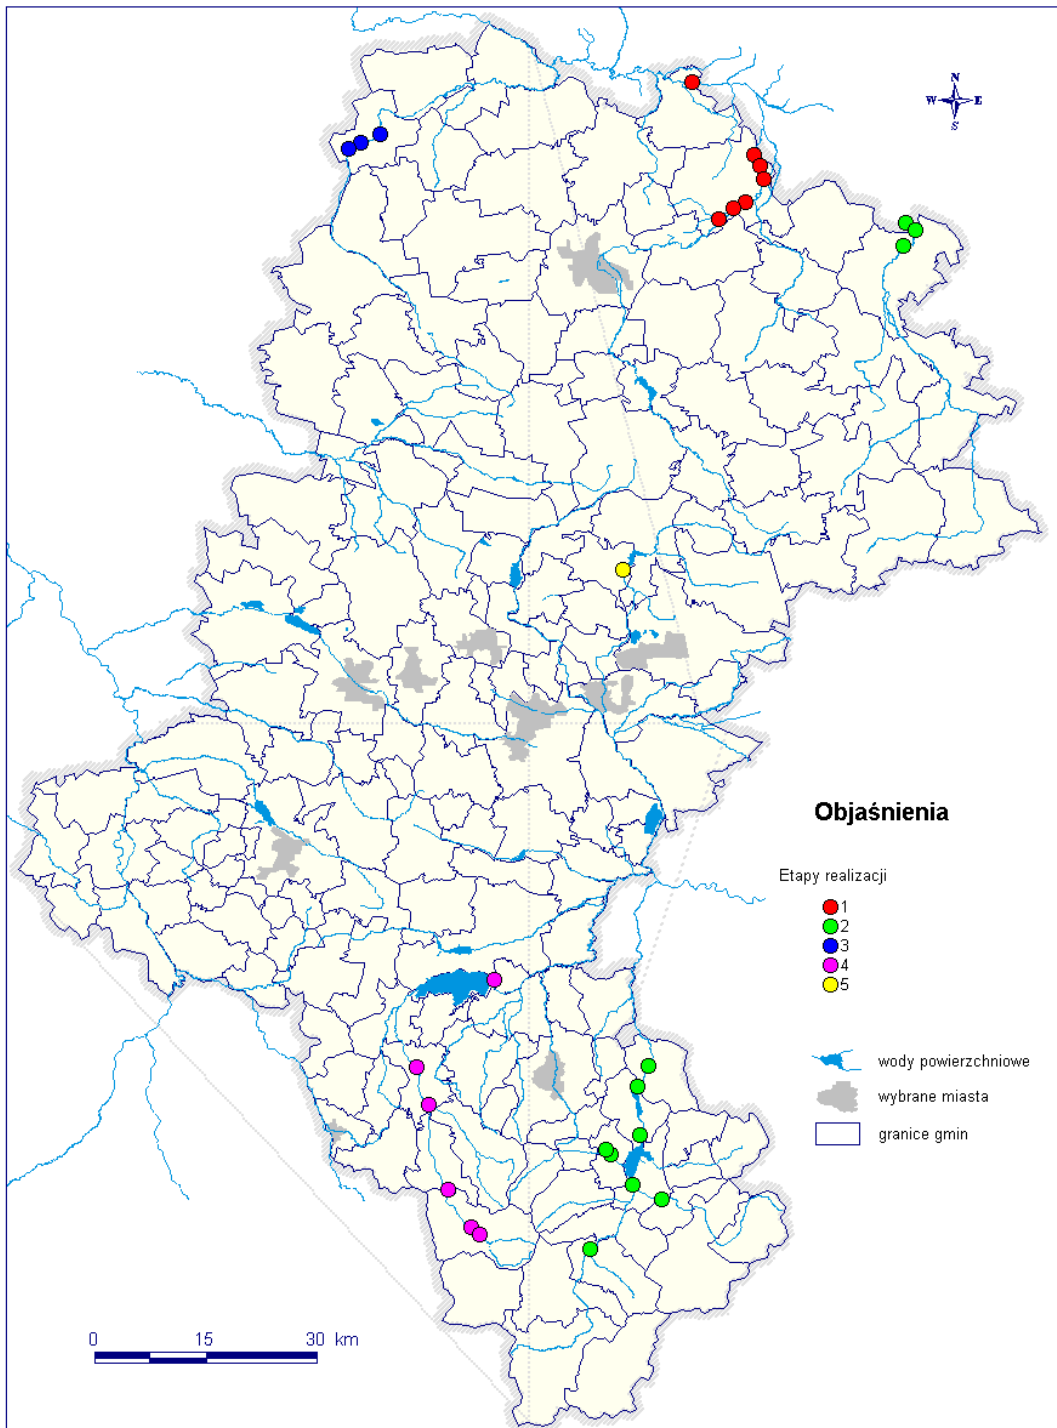 N
W E
S
Objaśnienia
Etapy realizacji
1
2
3
4
5
wody powierzchniowe
wybrane miasta
granice gmin
0 15 30 km